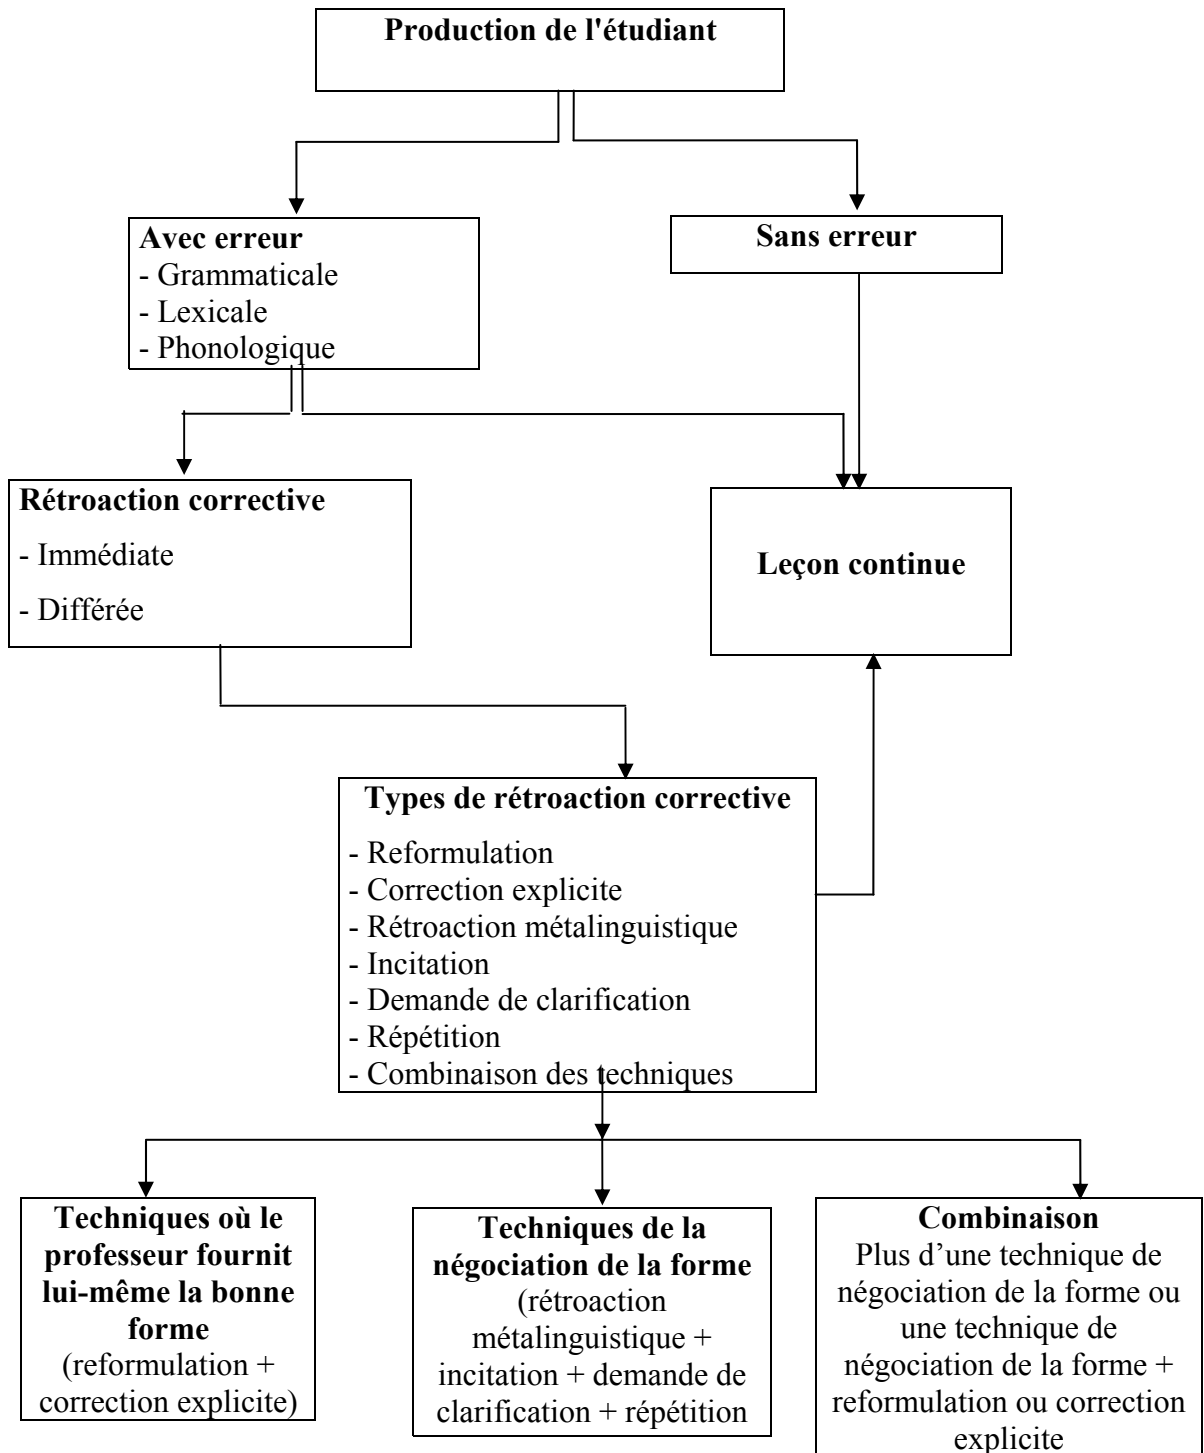 Production de l'étudiant
Avec erreur
- Grammaticale
- Lexicale
- Phonologique
Sans erreur
Rétroaction corrective
- Immédiate
- Différée
Leçon continue
Types de rétroaction corrective
- Reformulation
- Correction explicite
- Rétroaction métalinguistique
- Incitation
- Demande de clarification
- Répétition
- Combinaison des techniques
Techniques où le
professeur fournit
lui-même la bonne
forme
(reformulation +
correction explicite)
Techniques de la
négociation de la forme
(rétroaction
métalinguistique +
incitation + demande de
clarification + répétition
Combinaison
Plus d’une technique de
négociation de la forme ou
une technique de
négociation de la forme +
reformulation ou correction
explicite